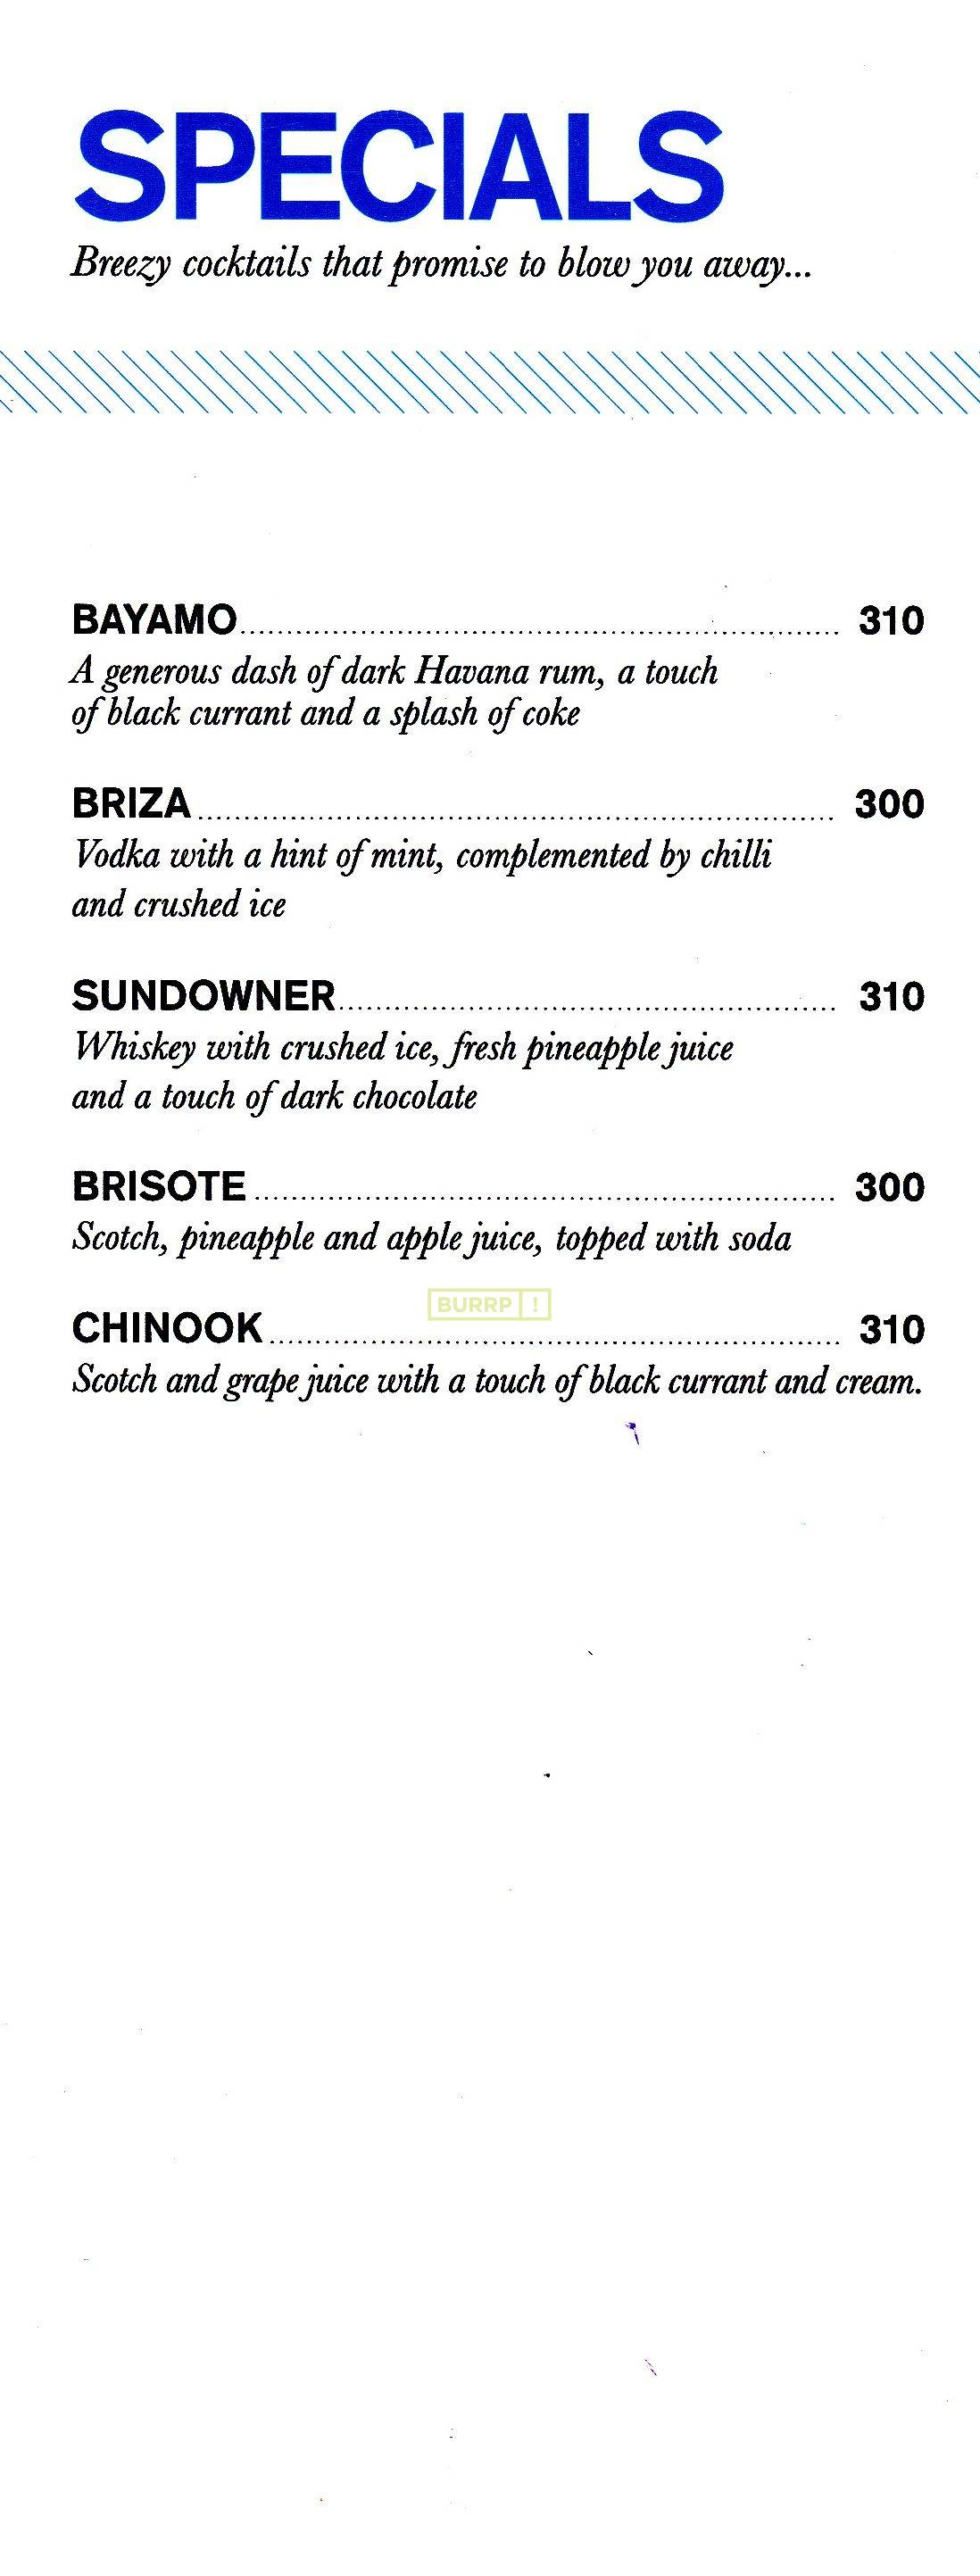 SPECIALS
Breezy cocktails that promise to blow you away...
BAYAMO 310
A generous dash of dark Havana rum, a touch
of black currant and a splash of coke
BRIZA 300
Vodka with a hint of mint, complemented by chilli
and crushed ice
SUNDOWNER 310
Whiskey with crushed ice, fresh pineapple juice
and a touch of dark chocolate
BRISOTE 300
Scotch, pineapple and apple juice, topped with soda
BURRP !
CHINOOK 310
Scotch and grape juice with a touch of black currant and cream.